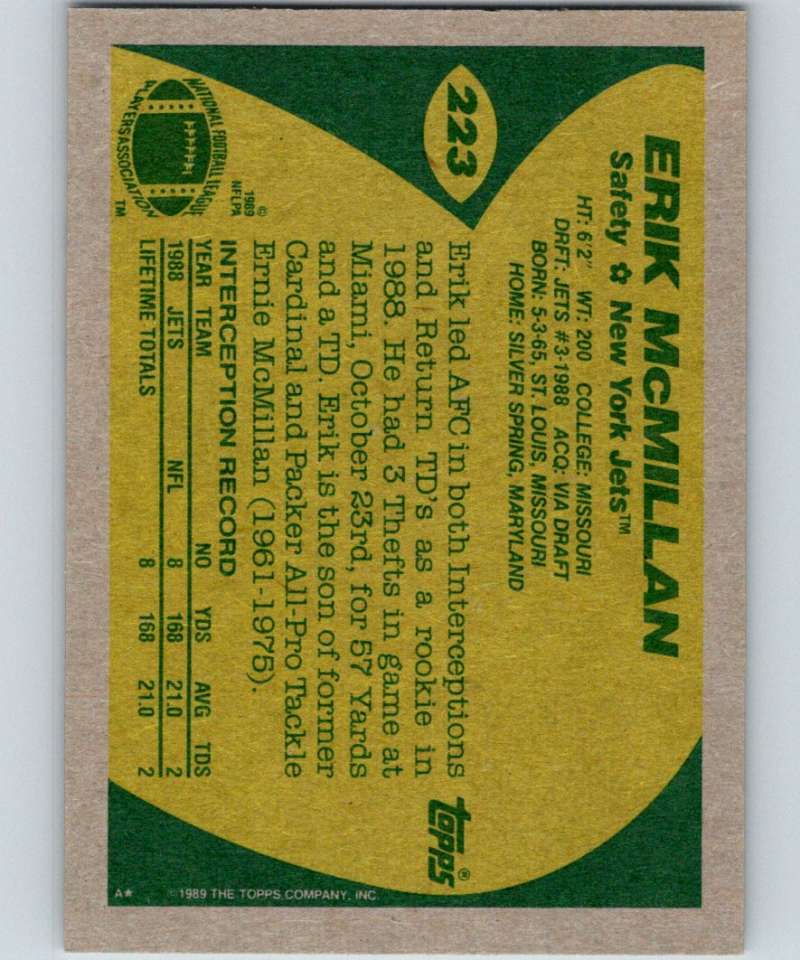 223
ERIK McMILLAN
Safety ✿ New York Jets™
HT: 6'2" WT: 200 COLLEGE: MISSOURI
DRFT: JETS #3-1988 ACQ: VIA DRAFT
BORN: 5-3-65, ST. LOUIS, MISSOURI
HOME: SILVER SPRING, MARYLAND
Erik led AFC in both Interceptions
and Return TD's as a rookie in
1988. He had 3 Thefts in game at
Miami, October 23rd, for 57 Yards
and a TD. Erik is the son of former
Cardinal and Packer All-Pro Tackle
Ernie McMillan (1961-1975).
INTERCEPTION RECORD
YEAR TEAM NO YDS AVG TDS
1988 JETS NFL 8 168 21.0 2
LIFETIME TOTALS 8 168 21.0 2
NATIONAL FOOTBALL LEAGUE
PLAYERS ASSOCIATION
TM
©
1989
NFLPA
TOPPS®
A★ ©1989 THE TOPPS COMPANY, INC.